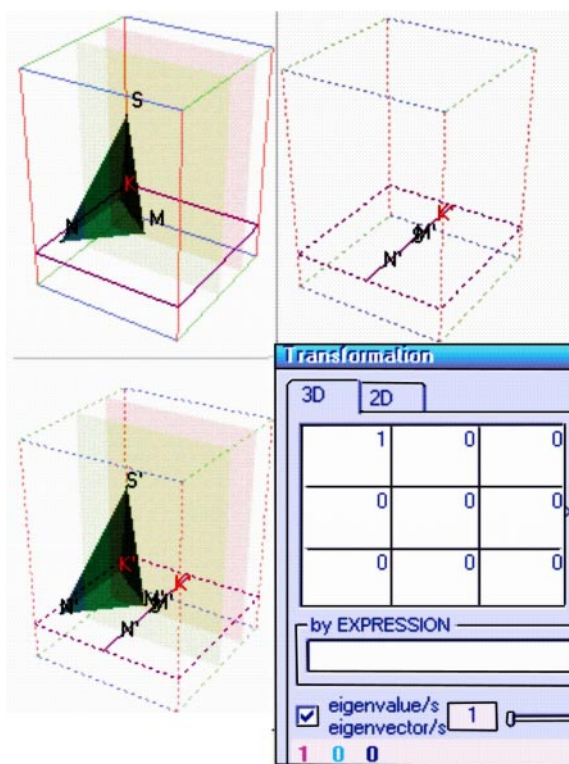 S
K
N
M
K'
M'
N'
S'
K'
K'
N'
M'
M'
N'
Transformation
3D 2D
1 0 0
0 0 0
0 0 0
by EXPRESSION
eigenvalue/s
eigenvector/s
1
1 0 0